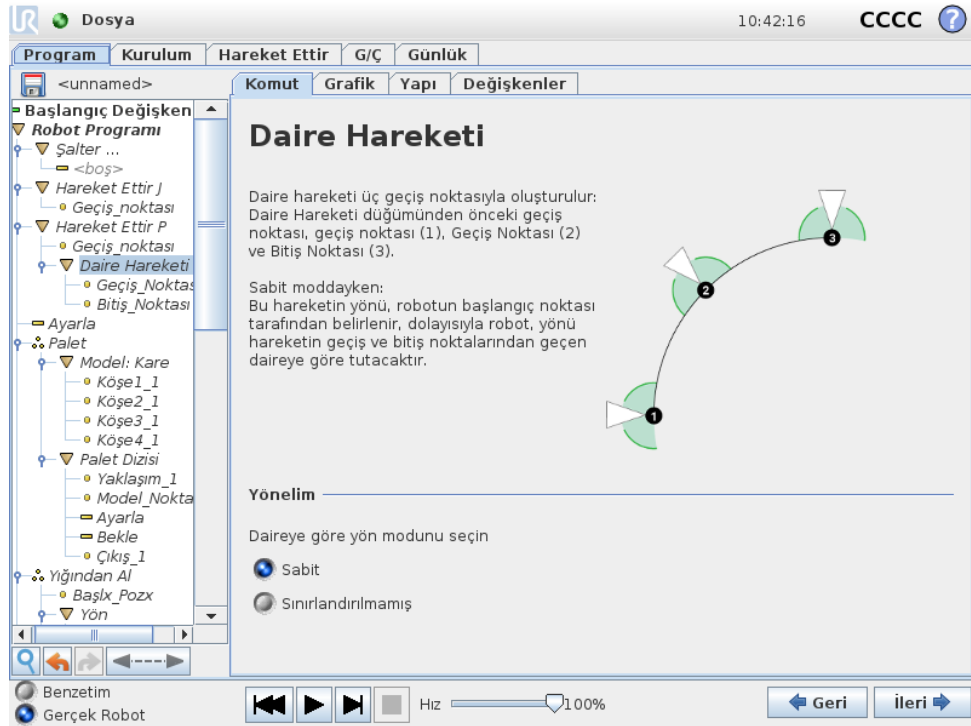 UR Dosya 10:42:16 CCCC ?
Program Kurulum Hareket Ettir G/Ç Günlük
<unnamed>
Komut Grafik Yapı Değişkenler
Başlangıç Değişken
Robot Programı
Şalter ...
<boş>
Hareket Ettir J
Geçiş_noktası
Hareket Ettir P
Geçiş_noktası
Daire Hareketi
Geçiş_Noktas
Bitiş_Noktas
Ayarla
Palet
Model: Kare
Köşe1_1
Köşe2_1
Köşe3_1
Köşe4_1
Palet Dizisi
Yaklaşım_1
Model_Nokta
Ayarla
Bekle
Çıkış_1
Yığından Al
Başlx_Pozx
Yön
Daire Hareketi
Daire hareketi üç geçiş noktasıyla oluşturulur:
Daire Hareketi düğümünden önceki geçiş
noktası, geçiş noktası (1), Geçiş Noktası (2)
ve Bitiş Noktası (3).
Sabit moddayken:
Bu hareketin yönü, robotun başlangıç noktası
tarafından belirlenir, dolayısıyla robot, yönü
hareketin geçiş ve bitiş noktalarından geçen
daireye göre tutacaktır.
3
2
1
Yönelim
Daireye göre yön modunu seçin
Sabit
Sınırlandırılmamış
Benzetim
Gerçek Robot
Hız 100%
Geri İleri